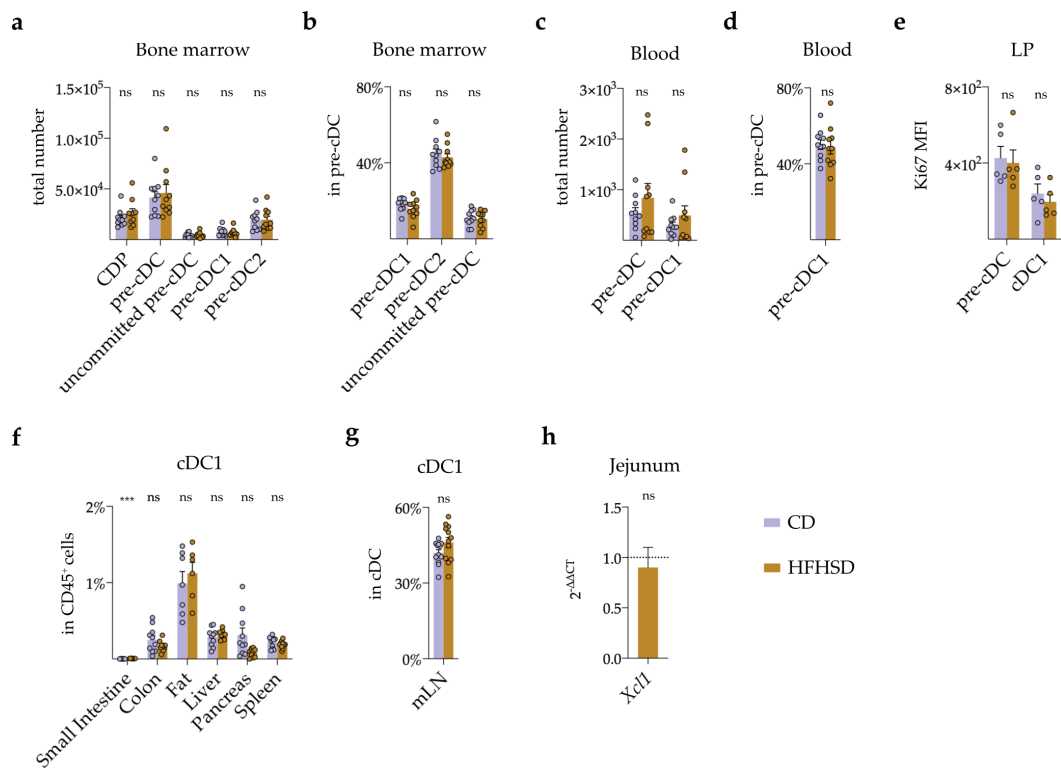 a
Bone marrow
total number
1.5×10⁵
1.0×10⁵
5.0×10⁴
ns ns ns ns ns
CDP
pre-cDC
uncommitted pre-cDC
pre-cDC1
pre-cDC2
b
Bone marrow
in pre-cDC
80%
40%
ns ns ns
pre-cDC1
pre-cDC2
uncommitted pre-cDC
c
Blood
total number
3×10³
2×10³
1×10³
0
ns ns
pre-cDC
pre-cDC1
d
Blood
in pre-cDC
80%
40%
0%
ns
pre-cDC1
e
LP
Ki67 MFI
8×10²
4×10²
0
ns ns
pre-cDC
cDC1
f
cDC1
in CD45⁺ cells
2%
1%
0%
*** ns ns ns ns ns
Small Intestine
Colon
Fat
Liver
Pancreas
Spleen
g
cDC1
in cDC
60%
30%
0%
ns
mLN
h
Jejunum
2⁻ΔΔCT
1.5
1.0
0.5
0.0
ns
Xcl1
CD
HFHSD